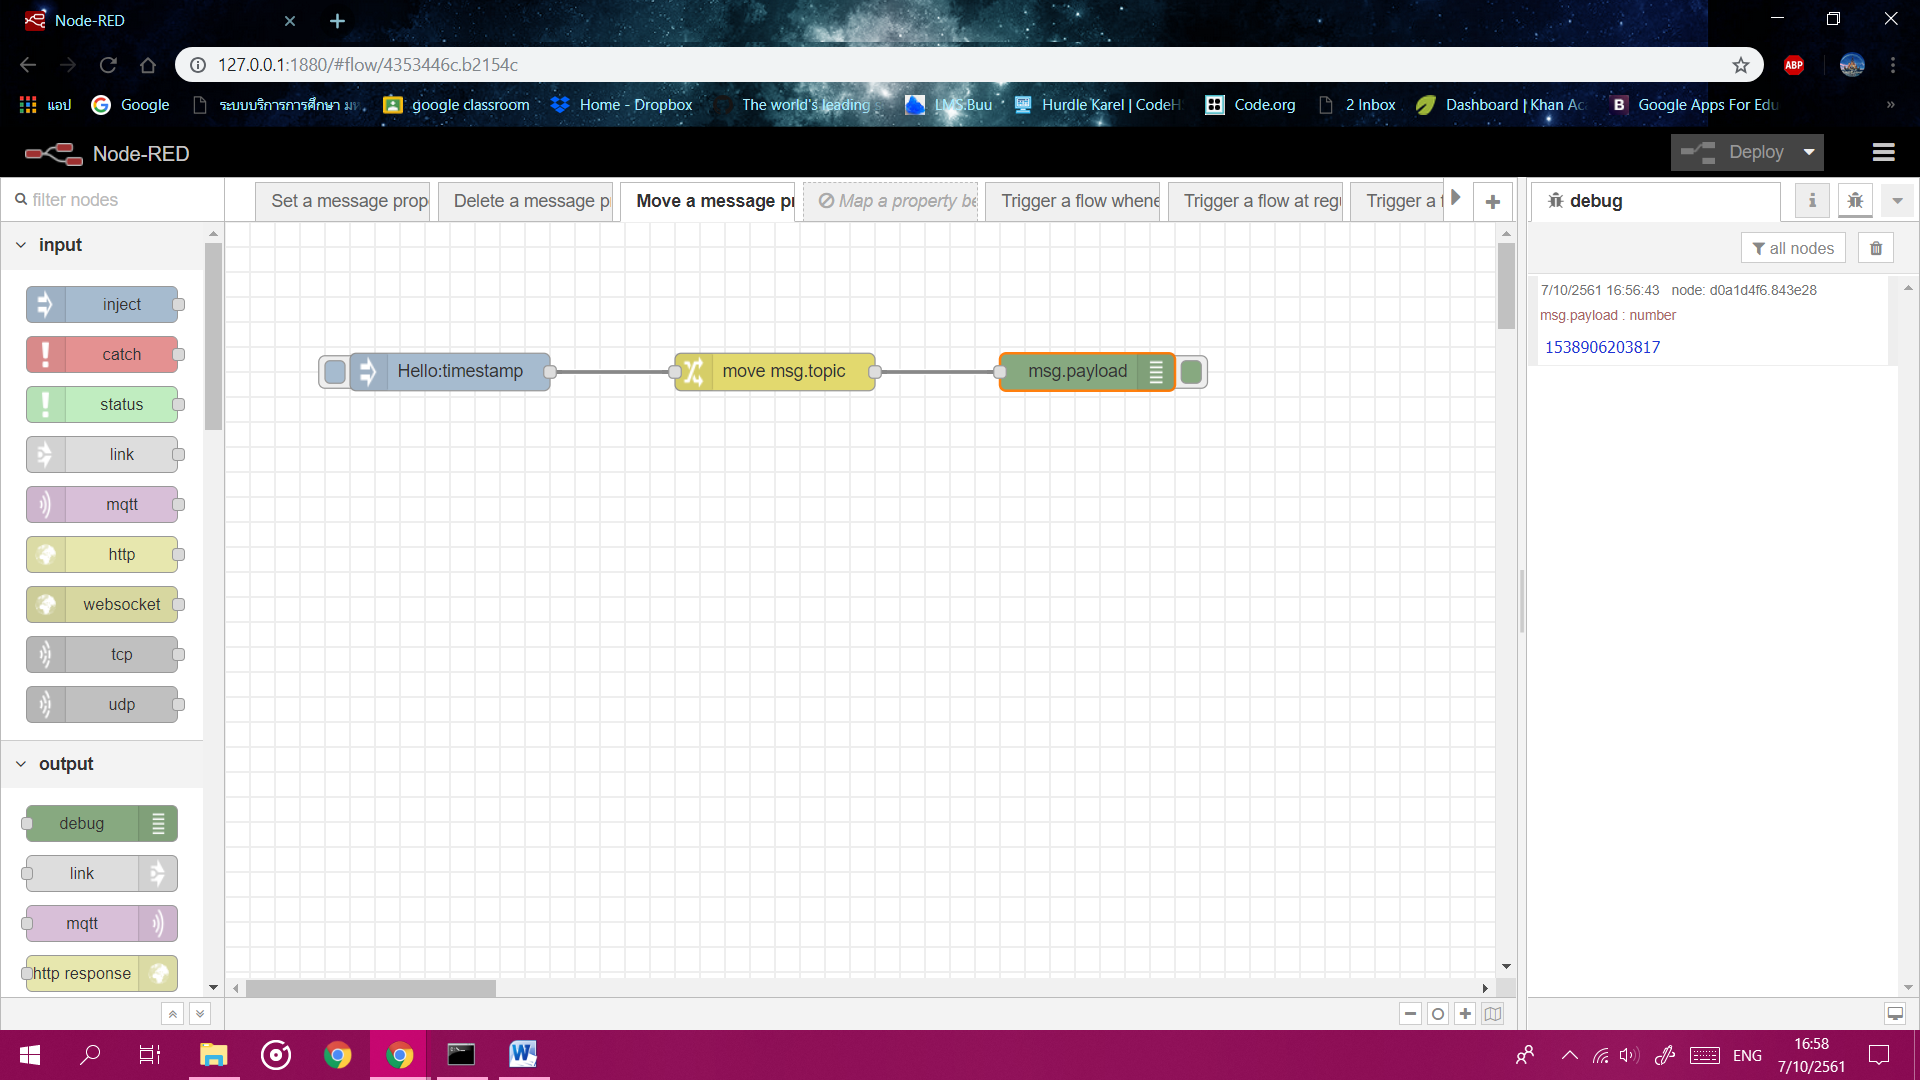 Node-RED
127.0.0.1:1880/#flow/4353446c.b2154c
ABP
แอป
Google
ระบบบริการการศึกษา มห
google classroom
Home - Dropbox
The world's leading s
LMS:Buu
Hurdle Karel | CodeH
Code.org
2 Inbox
Dashboard | Khan Ac
B
Google Apps For Edu
»
Node-RED
Deploy
filter nodes
Set a message prop
Delete a message p
Move a message pr
Map a property be
Trigger a flow whene
Trigger a flow at regu
Trigger a f
debug
all nodes
input
inject
catch
status
link
mqtt
http
websocket
tcp
udp
output
debug
link
mqtt
http response
Hello:timestamp
move msg.topic
msg.payload
7/10/2561 16:56:43 node: d0a1d4f6.843e28
msg.payload : number
1538906203817
ENG
16:58
7/10/2561